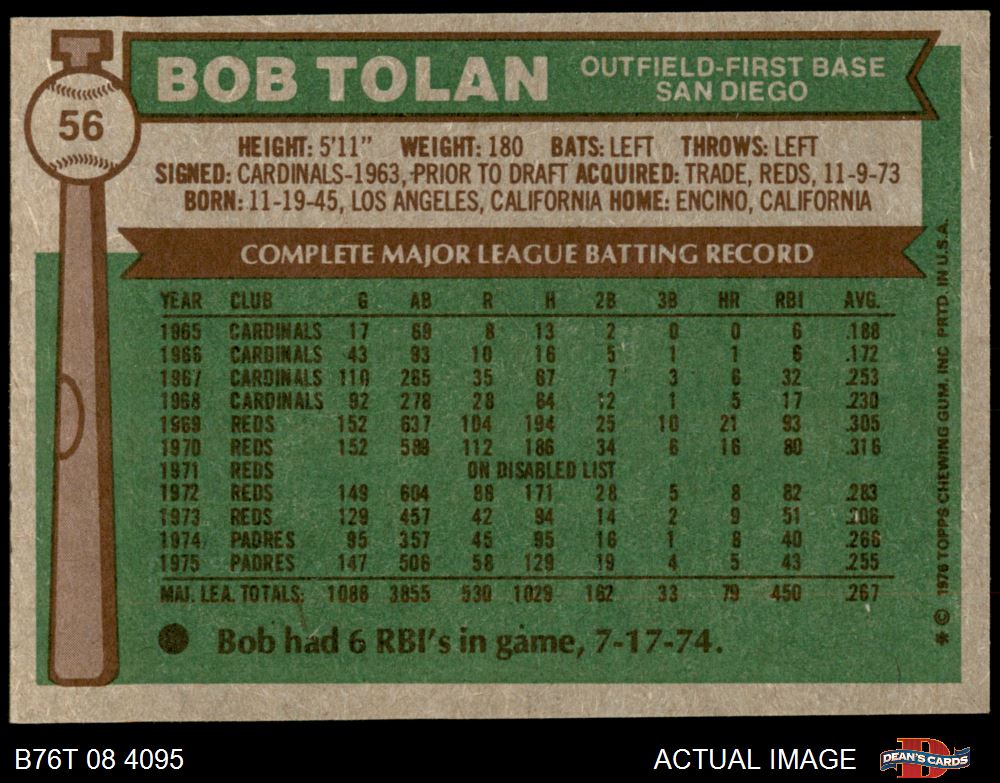 BOB TOLAN
OUTFIELD-FIRST BASE
SAN DIEGO
56
HEIGHT: 5'11" WEIGHT: 180 BATS: LEFT THROWS: LEFT
SIGNED: CARDINALS-1963, PRIOR TO DRAFT ACQUIRED: TRADE, REDS, 11-9-73
BORN: 11-19-45, LOS ANGELES, CALIFORNIA HOME: ENCINO, CALIFORNIA
COMPLETE MAJOR LEAGUE BATTING RECORD
YEAR CLUB G AB R H 2B 3B HR RBI AVG.
1965 CARDINALS 17 69 8 13 2 0 0 6 .188
1966 CARDINALS 43 93 10 16 5 1 1 6 .172
1967 CARDINALS 110 265 35 67 7 3 6 32 .253
1968 CARDINALS 92 278 28 64 12 1 5 17 .230
1969 REDS 152 637 104 194 25 10 21 93 .305
1970 REDS 152 589 112 186 34 6 16 80 .316
1971 REDS ON DISABLED LIST
1972 REDS 149 604 88 171 28 5 8 82 .283
1973 REDS 129 457 42 94 14 2 9 51 .206
1974 PADRES 95 357 45 95 16 1 8 40 .266
1975 PADRES 147 506 58 129 19 4 5 43 .255
MAJ. LEA. TOTALS: 1086 3855 530 1029 162 33 79 450 .267
Bob had 6 RBI's in game, 7-17-74.
* © 1976 TOPPS CHEWING GUM, INC PRTD. IN U.S.A.
B76T 08 4095
ACTUAL IMAGE
D
DEAN'S CARDS